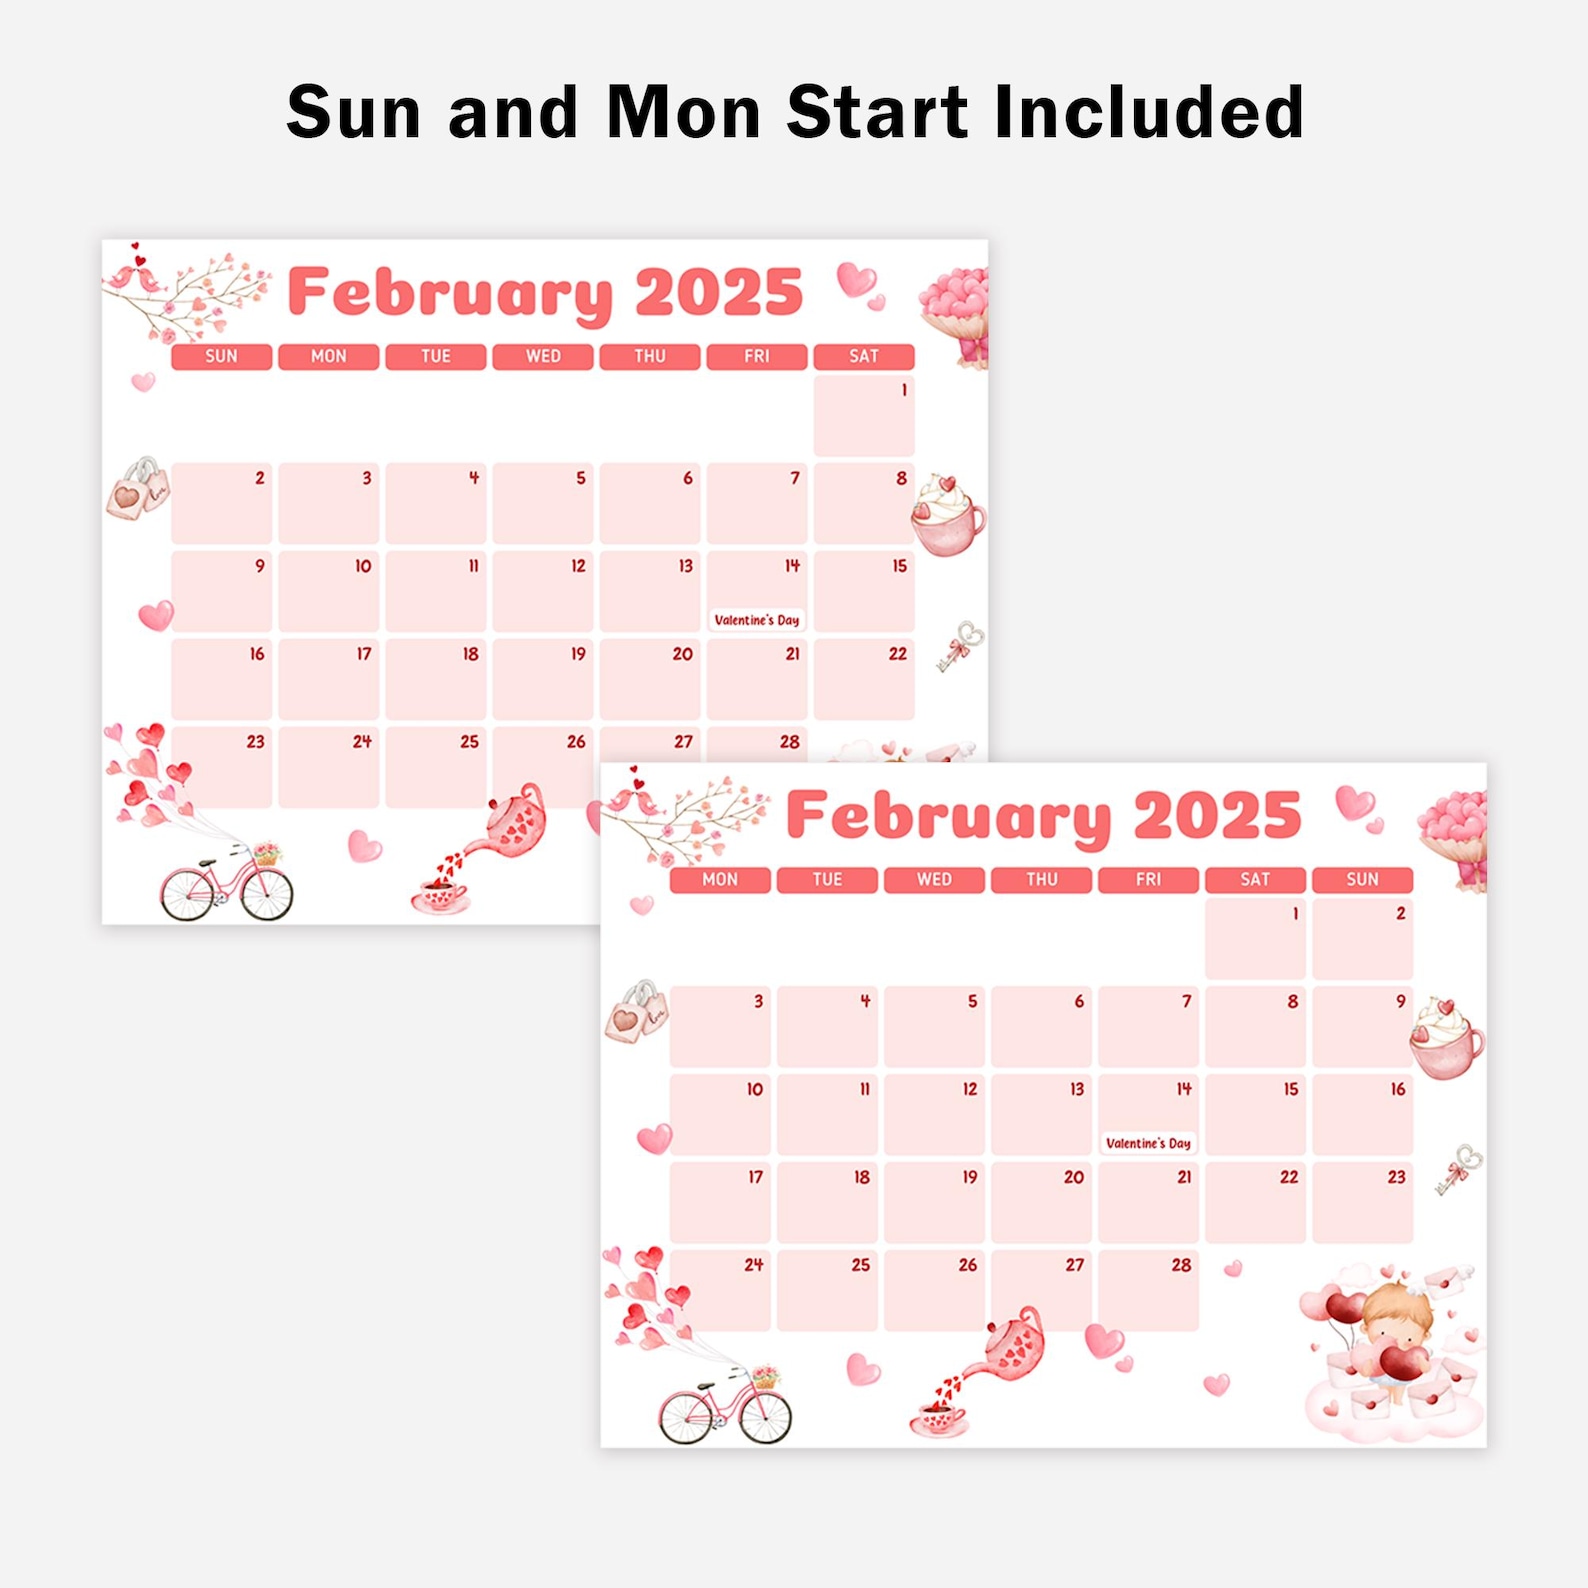 Sun and Mon Start Included
February 2025
SUN MON TUE WED THU FRI SAT
1
2 3 4 5 6 7 8
9 10 11 12 13 14 15
Valentine's Day
16 17 18 19 20 21 22
23 24 25 26 27 28
love
February 2025
MON TUE WED THU FRI SAT SUN
1 2
3 4 5 6 7 8 9
10 11 12 13 14 15 16
Valentine's Day
17 18 19 20 21 22 23
24 25 26 27 28
love